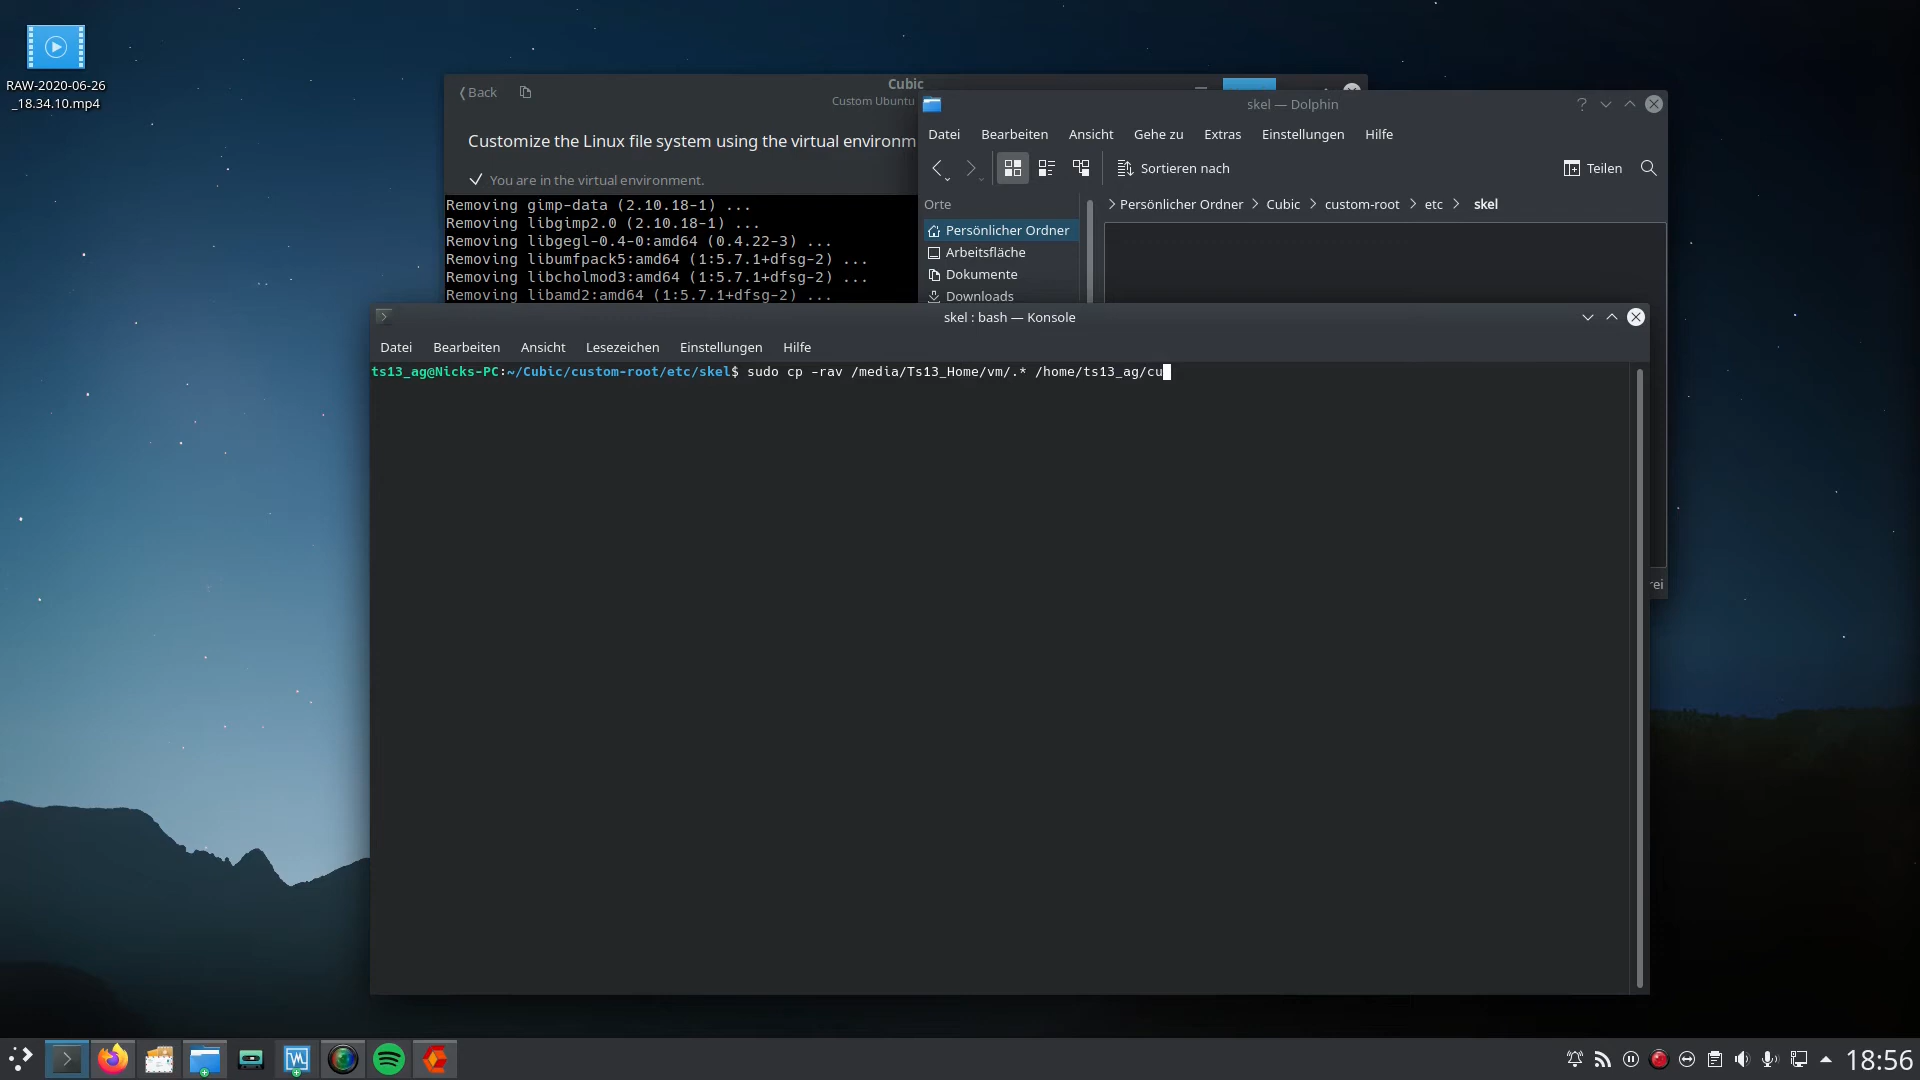 RAW-2020-06-26
_18.34.10.mp4
Back
Cubic
Custom Ubuntu
Customize the Linux file system using the virtual environm
You are in the virtual environment.
Removing gimp-data (2.10.18-1) ...
Removing libgimp2.0 (2.10.18-1) ...
Removing libgegl-0.4-0:amd64 (0.4.22-3) ...
Removing libumfpack5:amd64 (1:5.7.1+dfsg-2) ...
Removing libcholmod3:amd64 (1:5.7.1+dfsg-2) ...
Removing libamd2:amd64 (1:5.7.1+dfsg-2) ...
skel — Dolphin
Datei Bearbeiten Ansicht Gehe zu Extras Einstellungen Hilfe
Sortieren nach
Teilen
Orte
Persönlicher Ordner > Cubic > custom-root > etc > skel
Persönlicher Ordner
Arbeitsfläche
Dokumente
Downloads
rei
skel : bash — Konsole
Datei Bearbeiten Ansicht Lesezeichen Einstellungen Hilfe
ts13_ag@Nicks-PC:~/Cubic/custom-root/etc/skel$ sudo cp -rav /media/Ts13_Home/vm/.* /home/ts13_ag/cu
18:56